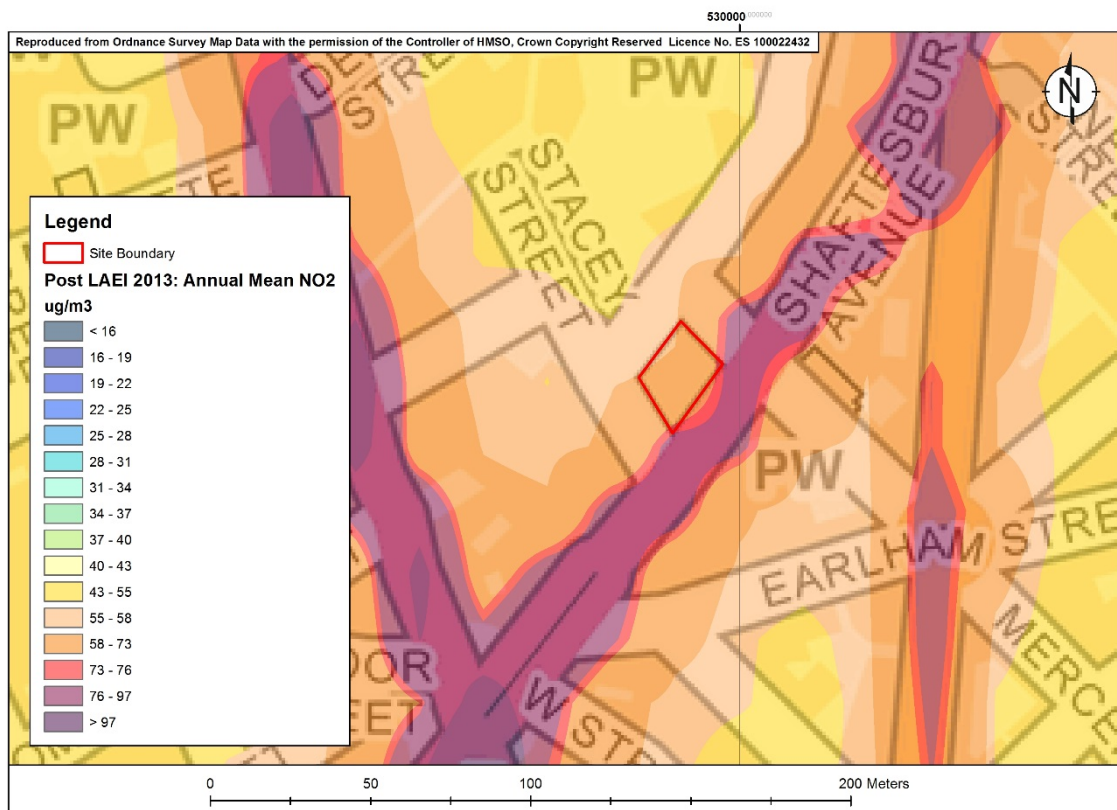 530000
Reproduced from Ordnance Survey Map Data with the permission of the Controller of HMSO, Crown Copyright Reserved Licence No. ES 100022432
N
PW
PW
STREET
STACEY
STREET
SHAFTESBUR
AVENUE
Legend
Site Boundary
Post LAEI 2013: Annual Mean NO2
ug/m3
< 16
16 - 19
19 - 22
22 - 25
25 - 28
28 - 31
31 - 34
34 - 37
37 - 40
40 - 43
43 - 55
55 - 58
58 - 73
73 - 76
76 - 97
> 97
PW
EARLHAM STREE
MERCE
W STR
0 50 100 200 Meters